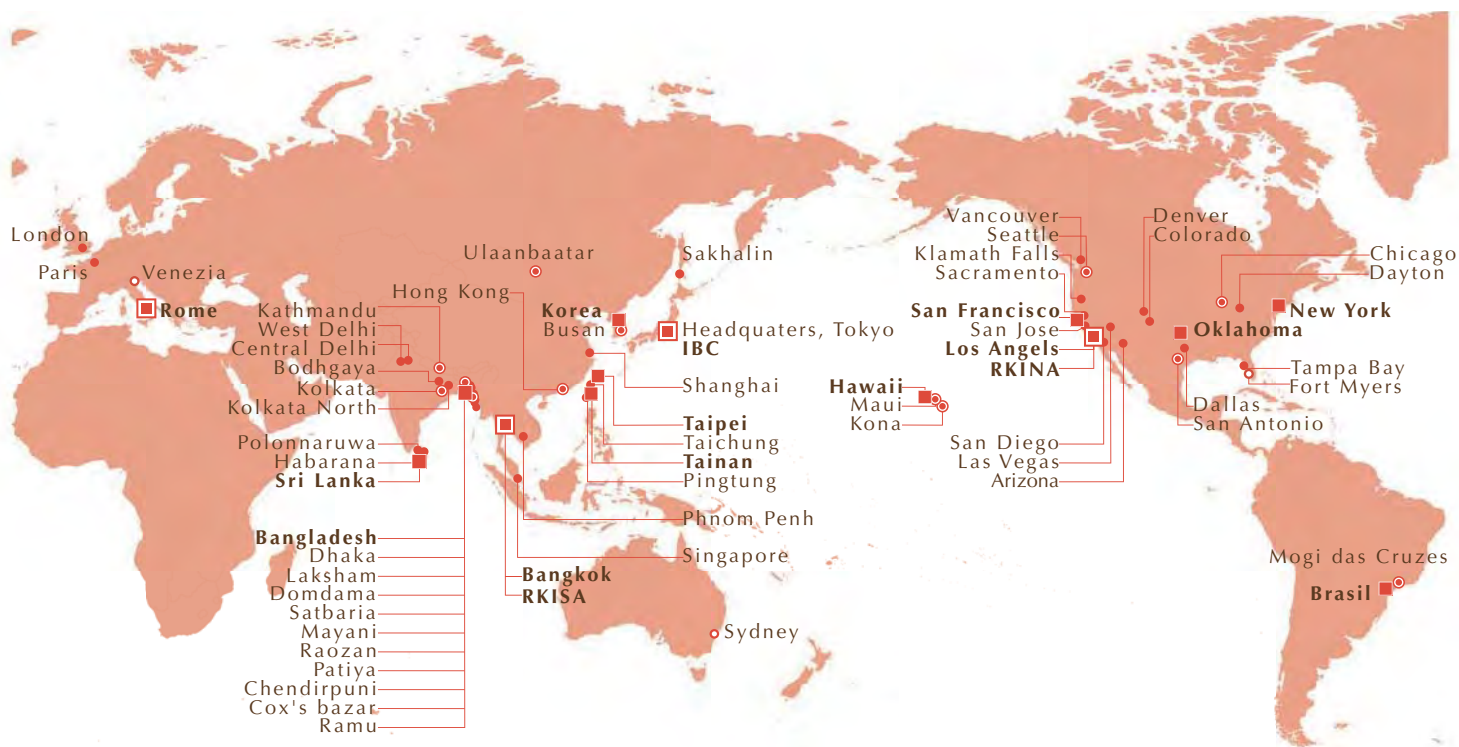 London
Paris
Venezia
Rome
Ulaanbaatar
Sakhalin
Hong Kong
Kathmandu
West Delhi
Central Delhi
Bodhgaya
Kolkata
Kolkata North
Korea
Busan
Headquaters, Tokyo
IBC
Shanghai
Polonnaruwa
Habarana
Sri Lanka
Taipei
Taichung
Tainan
Pingtung
Phnom Penh
Singapore
Bangkok
RKISA
Bangladesh
Dhaka
Laksham
Domdama
Satbaria
Mayani
Raozan
Patiya
Chendirpuni
Cox's bazar
Ramu
Sydney
Vancouver
Seattle
Klamath Falls
Sacramento
San Francisco
San Jose
Los Angels
RKINA
Hawaii
Maui
Kona
San Diego
Las Vegas
Arizona
Denver
Colorado
Chicago
Dayton
New York
Oklahoma
Tampa Bay
Fort Myers
Dallas
San Antonio
Mogi das Cruzes
Brasil